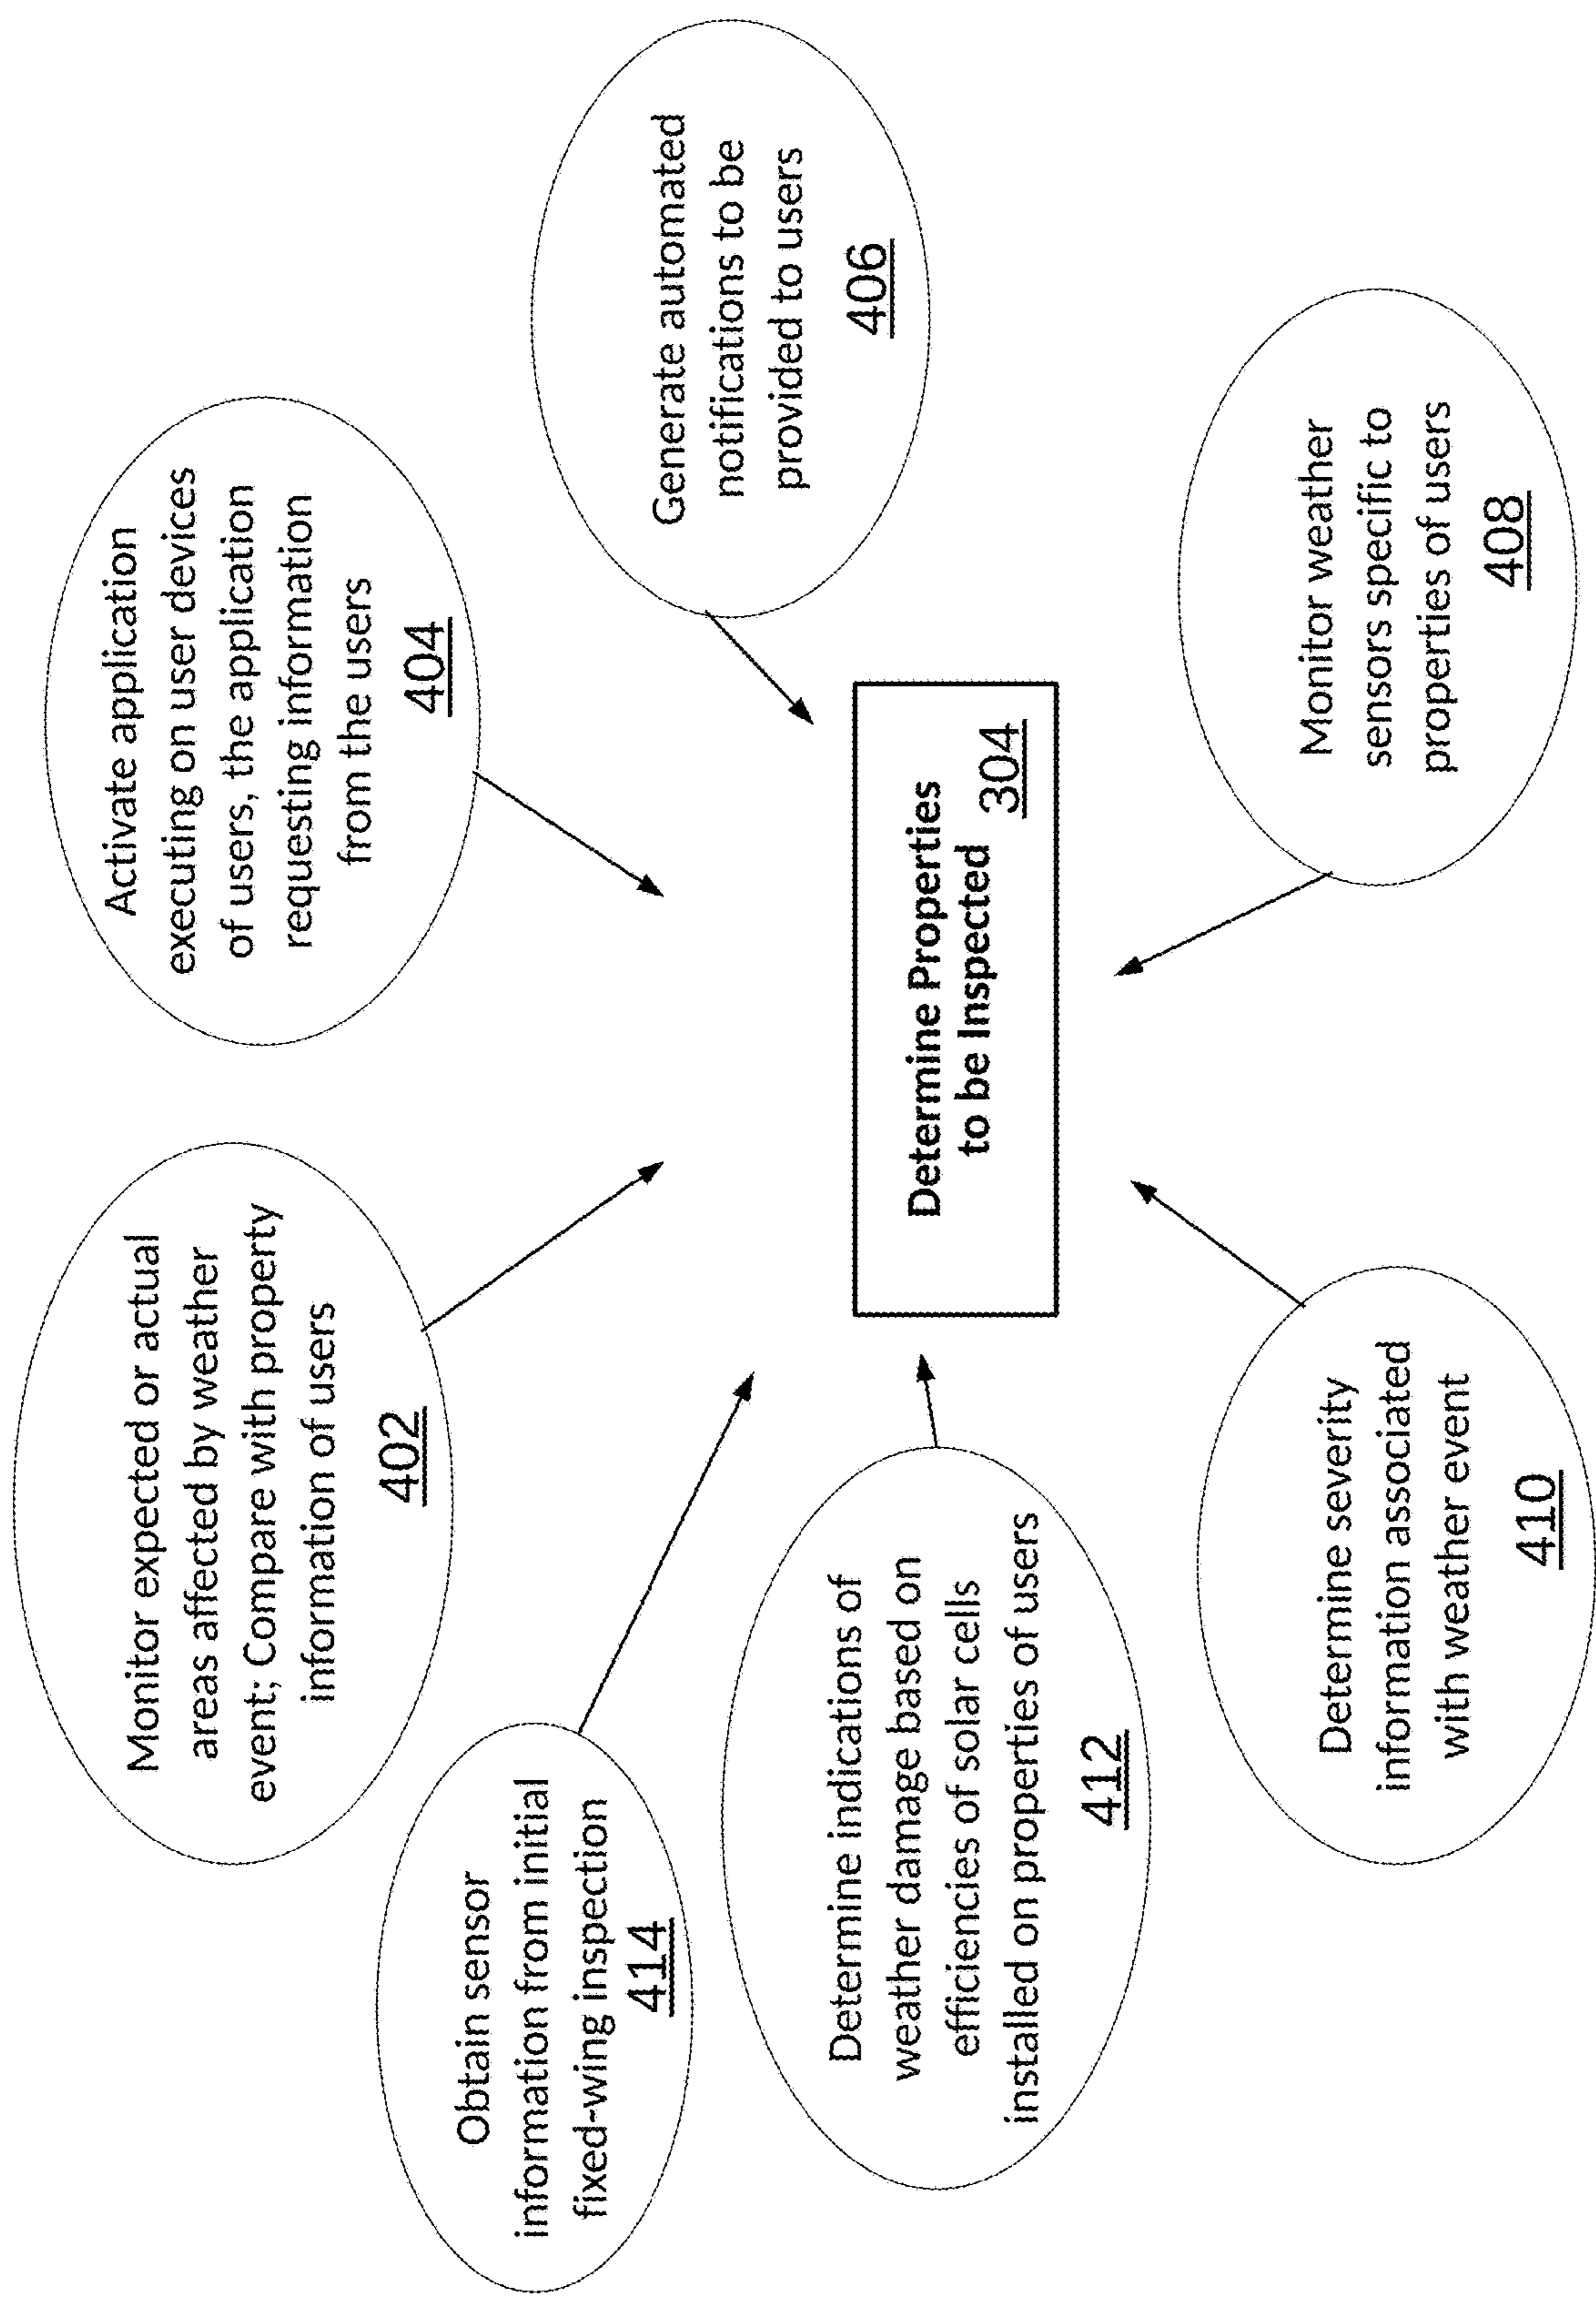 Monitor expected or actual
areas affected by weather
event; Compare with property
information of users
402
Activate application
executing on user devices
of users, the application
requesting information
from the users
404
Obtain sensor
information from initial
fixed-wing inspection
414
Generate automated
notifications to be
provided to users
406
Determine Properties
to be Inspected
304
Determine indications of
weather damage based on
efficiencies of solar cells
installed on properties of users
412
Monitor weather
sensors specific to
properties of users
408
Determine severity
information associated
with weather event
410